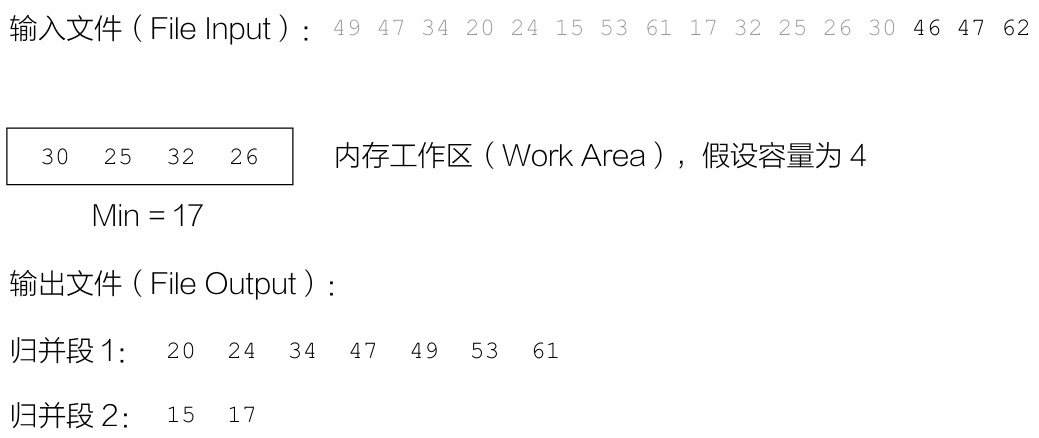 输入文件（File Input）： 49 47 34 20 24 15 53 61 17 32 25 26 30 46 47 62
30 25 32 26 内存工作区（Work Area），假设容量为 4
Min = 17
输出文件（File Output）：
归并段 1： 20 24 34 47 49 53 61
归并段 2： 15 17